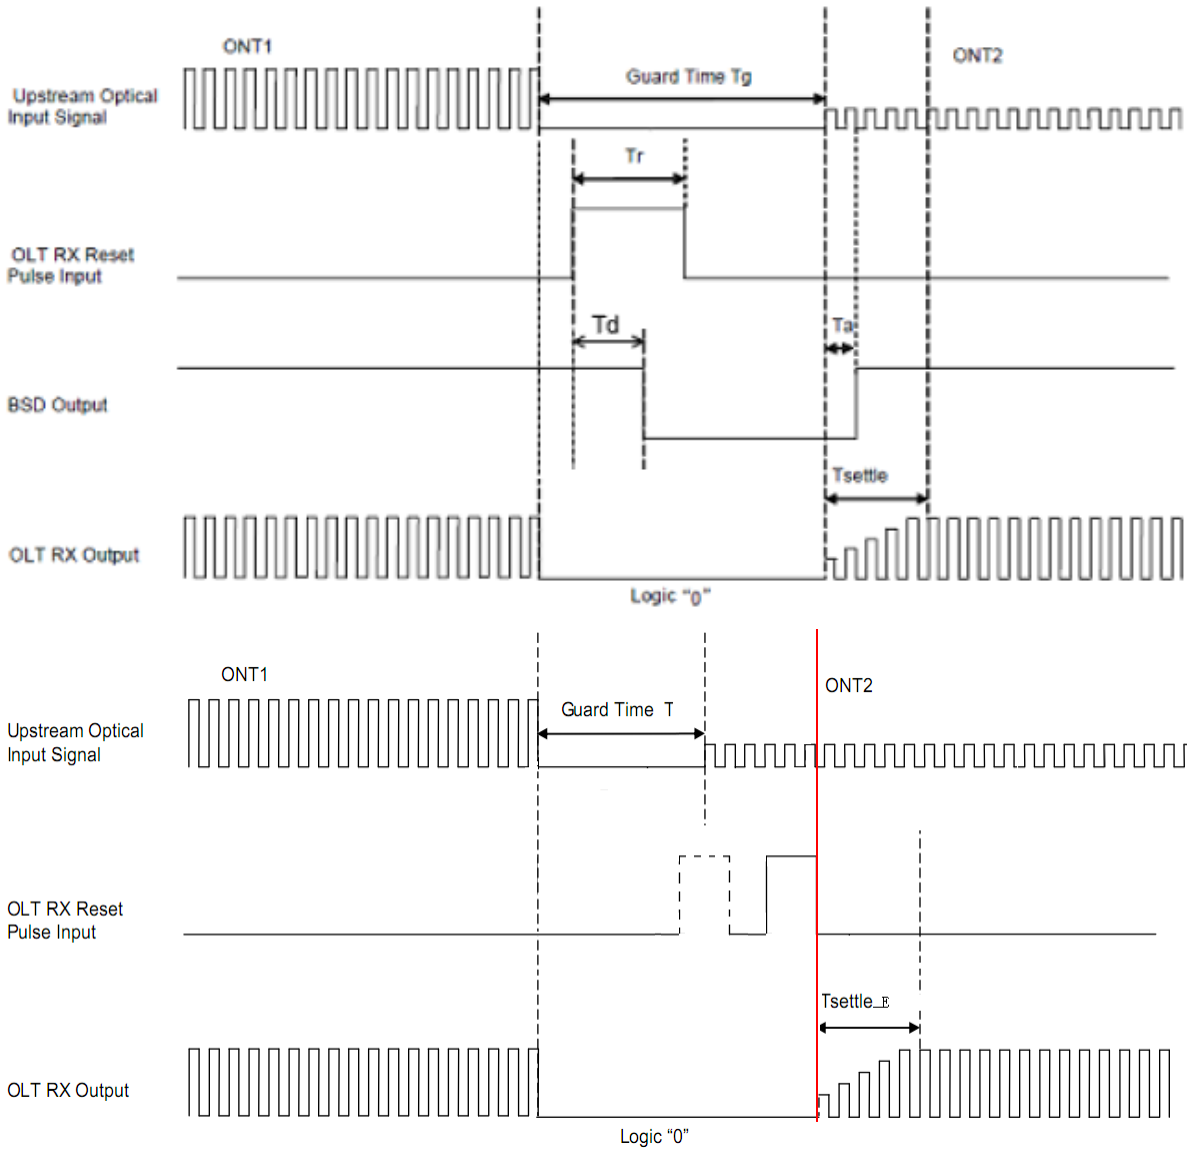 ONT1
ONT2
Guard Time Tg
Upstream Optical
Input Signal
Tr
OLT RX Reset
Pulse Input
Td
Ta
BSD Output
Tsettle
OLT RX Output
Logic “0”
ONT1
ONT2
Guard Time T
Upstream Optical
Input Signal
OLT RX Reset
Pulse Input
Tsettle_E
OLT RX Output
Logic “0”